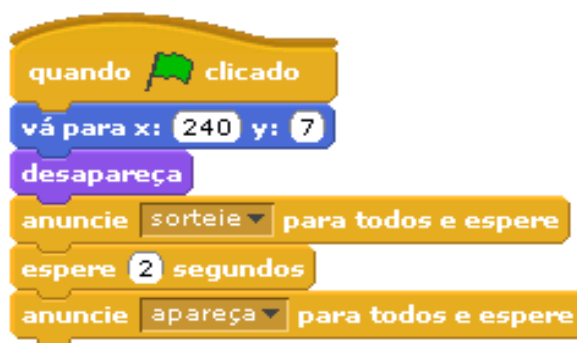 quando clicado
vá para x: 240 y: 7
desapareça
anuncie sorteie para todos e espere
espere 2 segundos
anuncie apareça para todos e espere